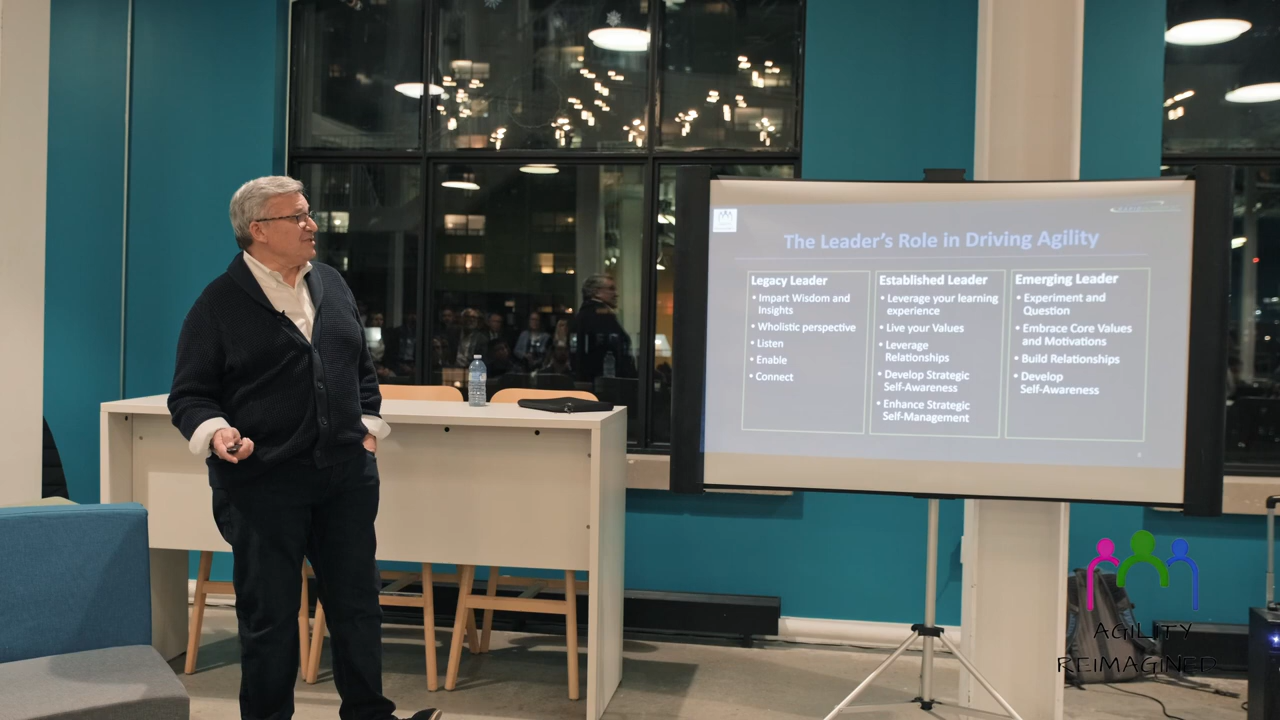 The Leader's Role in Driving Agility
Legacy Leader
• Impart Wisdom and
Insights
• Wholistic perspective
• Listen
• Enable
• Connect
Established Leader
• Leverage your learning
experience
• Live your Values
• Leverage
Relationships
• Develop Strategic
Self-Awareness
• Enhance Strategic
Self-Management
Emerging Leader
• Experiment and
Question
• Embrace Core Values
and Motivations
• Build Relationships
• Develop
Self-Awareness
AGILITY
REIMAGINED